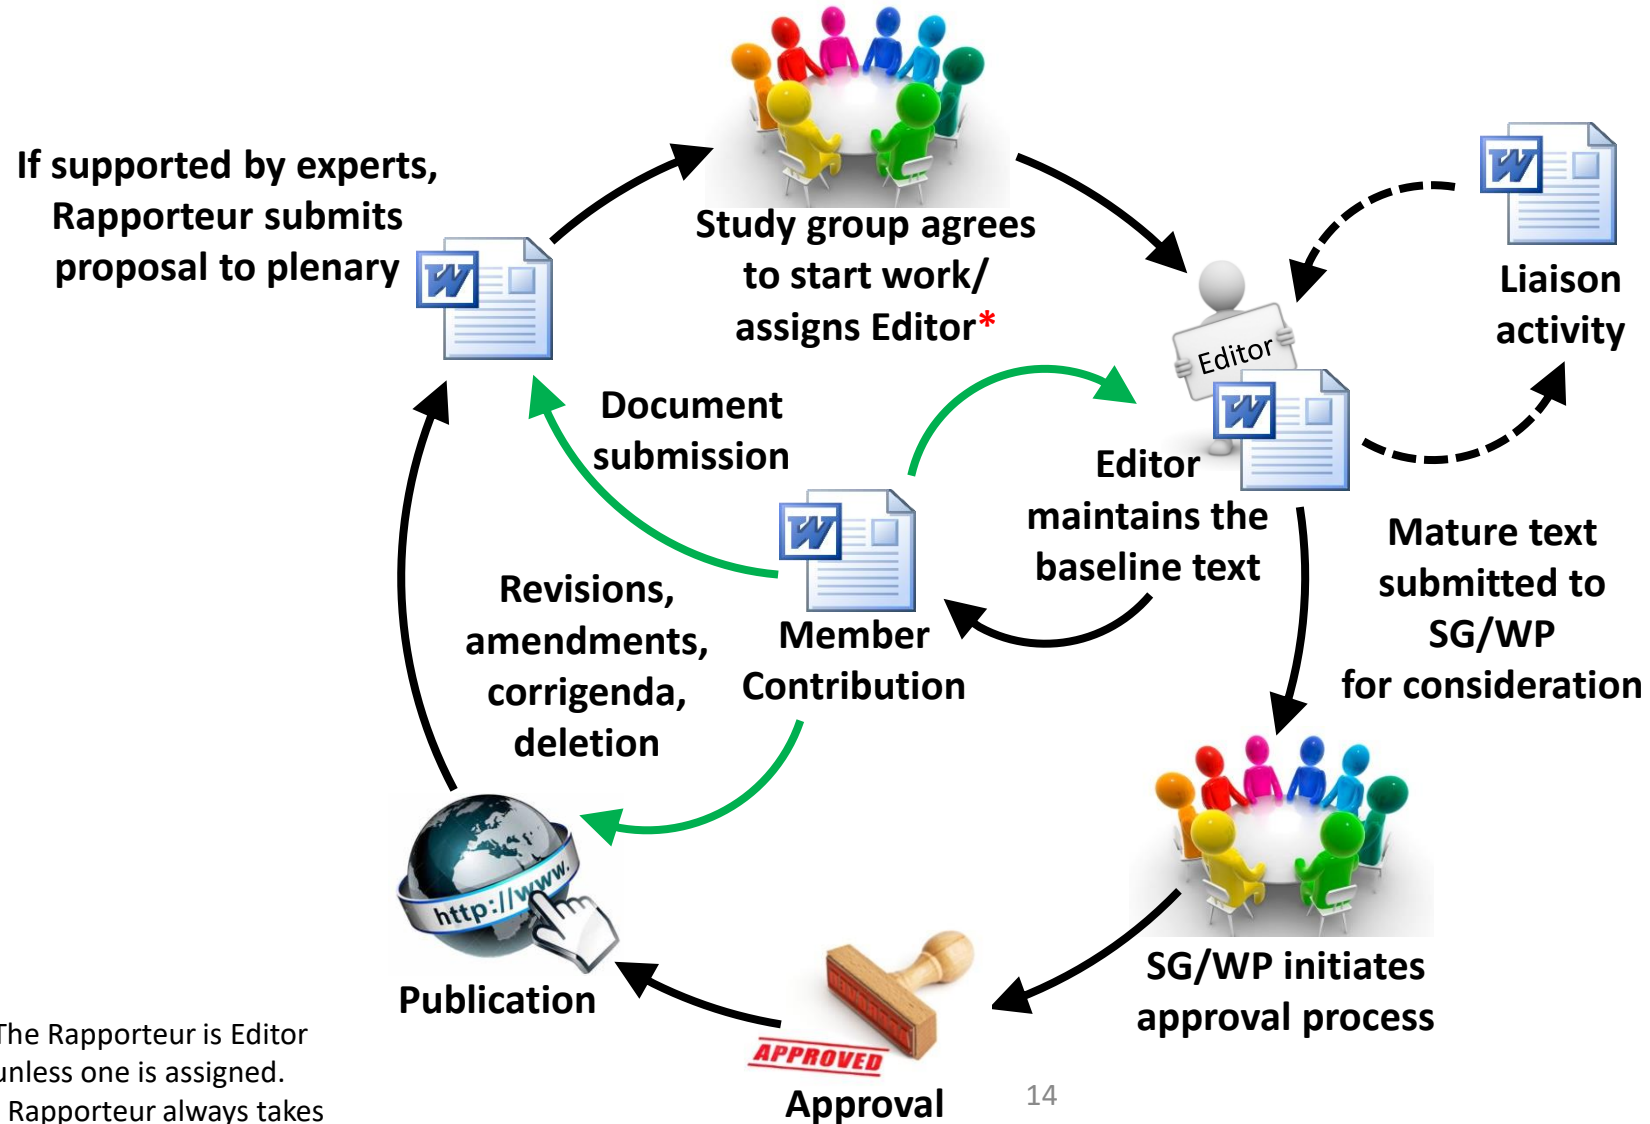 If supported by experts,
Rapporteur submits
proposal to plenary
W
Study group agrees
to start work/
assigns Editor*
W
Liaison
activity
Editor
W
Document
submission
Editor
maintains the
baseline text
W
Member
Contribution
Mature text
submitted to
SG/WP
for consideration
Revisions,
amendments,
corrigenda,
deletion
http://www.
Publication
APPROVED
Approval
SG/WP initiates
approval process
The Rapporteur is Editor
unless one is assigned.
Rapporteur always takes
14